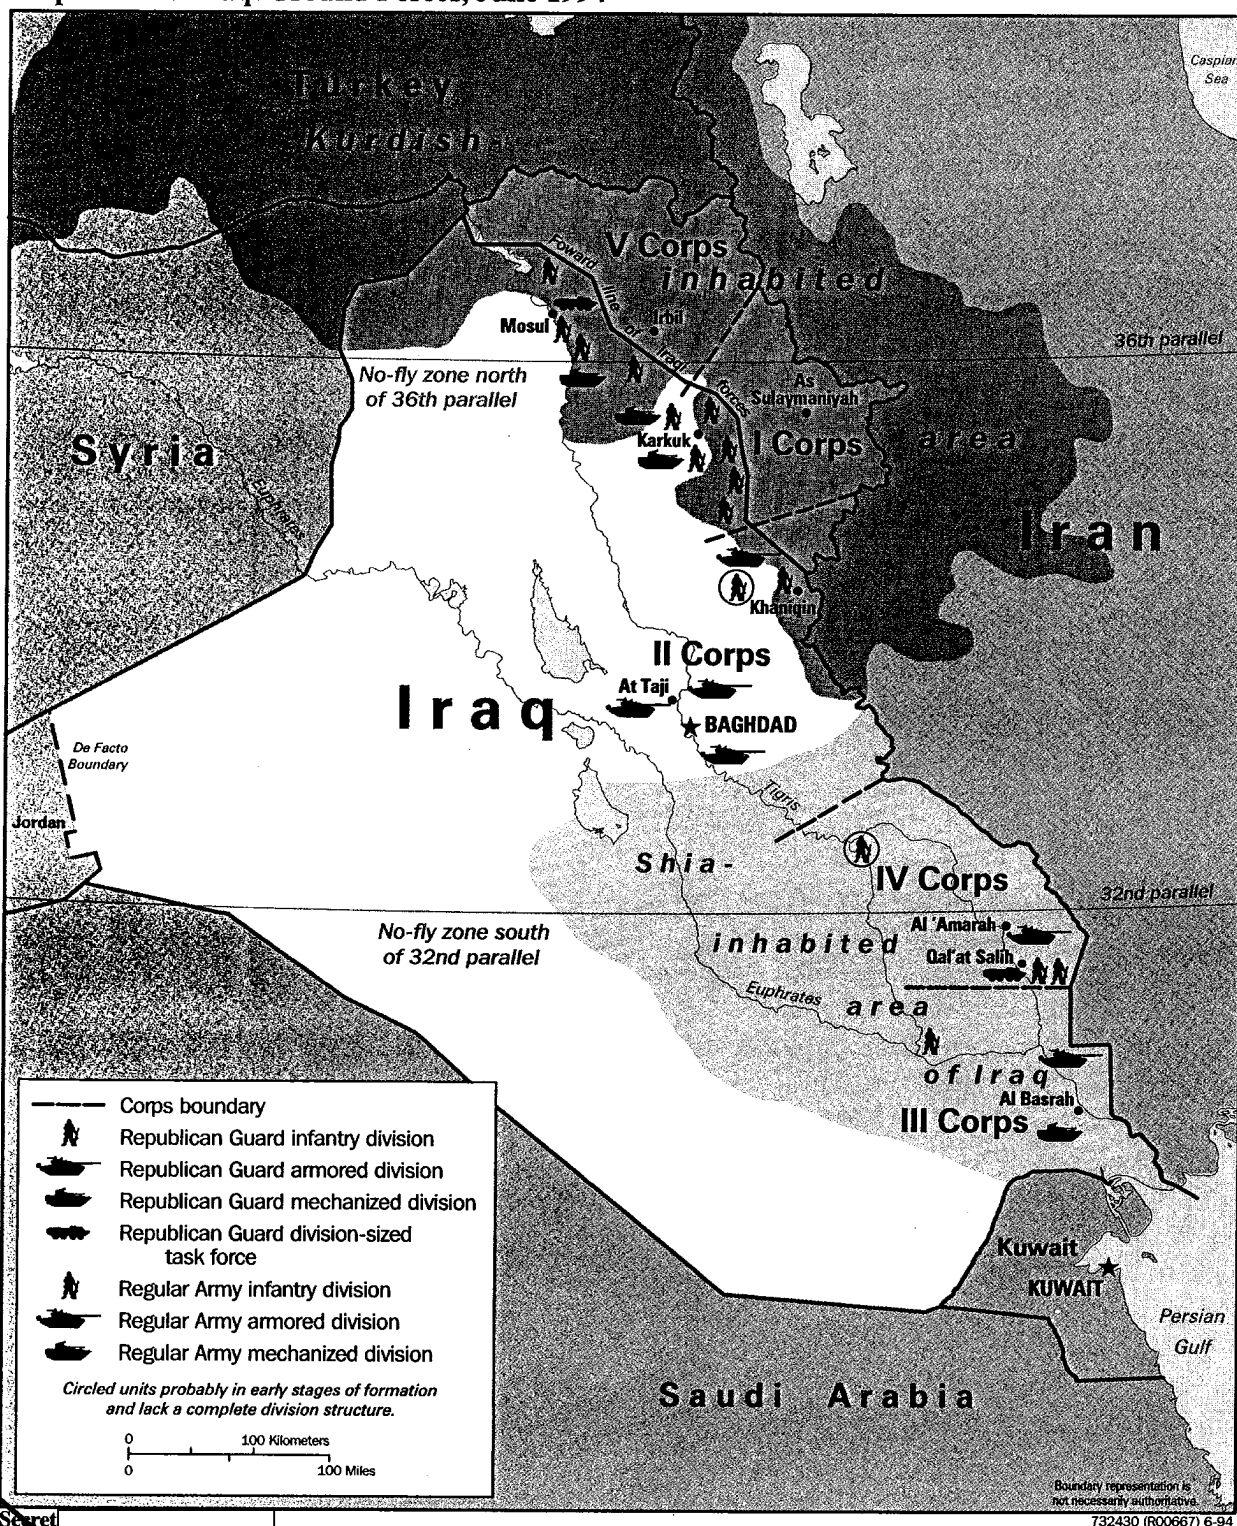 Ground Forces, June 1994
Caspian
Sea
Turkey
Kurdish-
V Corps
Foward
line
of
Iraqi
forces
inhabited
Irbil
Mosul
36th parallel
No-fly zone north
of 36th parallel
As
Sulaymaniyah
Syria
Karkuk
I Corps
area
Euphrates
Iran
Khaniqin
II Corps
At Taji
Iraq
BAGHDAD
De Facto
Boundary
Tigris
Jordan
Shia-
IV Corps
32nd parallel
No-fly zone south
of 32nd parallel
Al 'Amarah
inhabited
Qal'at Salih
Euphrates
area
of Iraq
Al Basrah
III Corps
Corps boundary
Republican Guard infantry division
Republican Guard armored division
Republican Guard mechanized division
Republican Guard division-sized
task force
Regular Army infantry division
Regular Army armored division
Regular Army mechanized division
Circled units probably in early stages of formation
and lack a complete division structure.
0 100 Kilometers
0 100 Miles
Kuwait
KUWAIT
Persian
Gulf
Saudi Arabia
Boundary representation is
not necessarily authoritative.
Secret
732430 (R00667) 6-94